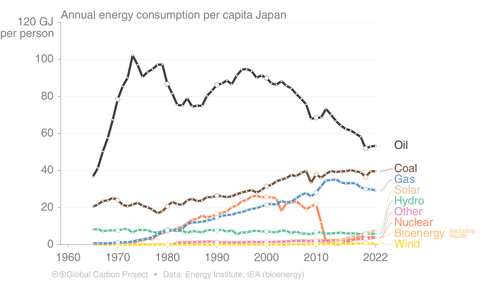 Annual energy consumption per capita Japan
120 GJ
per person
100
80
60
40
20
0
Oil
Coal
Gas
Solar
Hydro
Other
Nuclear
Bioenergy excluding liquids
Wind
1960 1970 1980 1990 2000 2010 2022
Global Carbon Project • Data: Energy Institute, IEA (bioenergy)